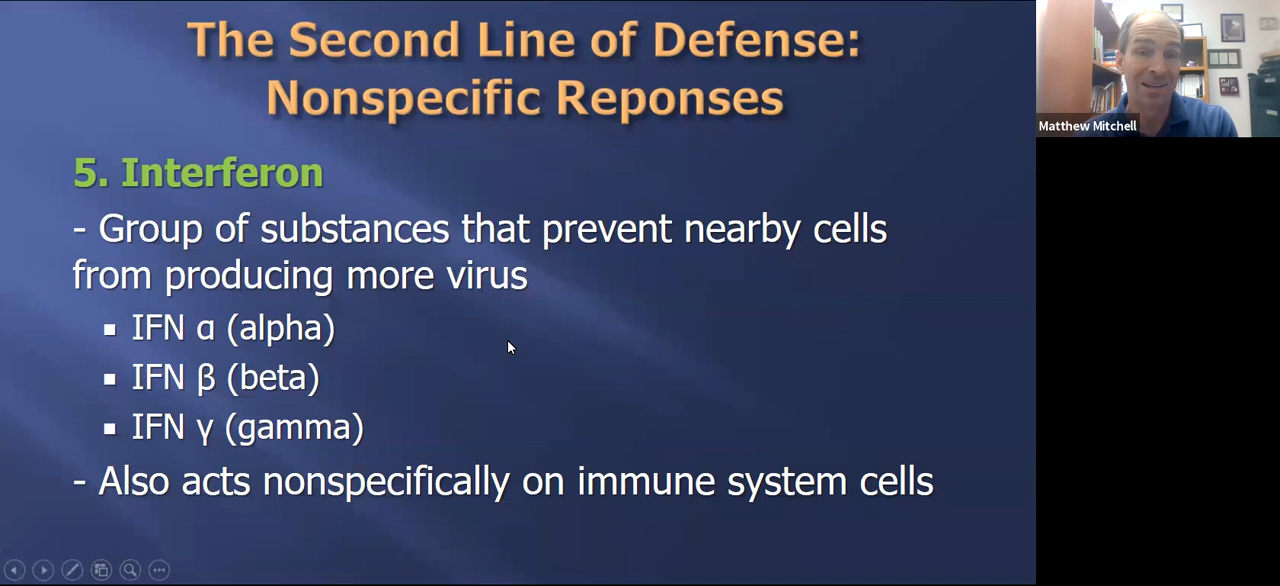 The Second Line of Defense:
Nonspecific Reponses
5. Interferon
- Group of substances that prevent nearby cells
from producing more virus
▪ IFN α (alpha)
▪ IFN β (beta)
▪ IFN γ (gamma)
- Also acts nonspecifically on immune system cells
Matthew Mitchell